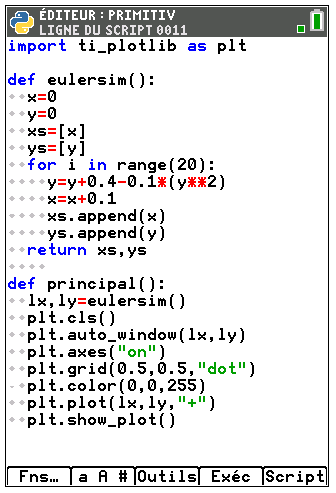 ÉDITEUR : PRIMITIV
LIGNE DU SCRIPT 0011
import ti_plotlib as plt

def eulersim():
  x=0
  y=0
  xs=[x]
  ys=[y]
  for i in range(20):
    y=y+0.4-0.1*(y**2)
    x=x+0.1
    xs.append(x)
    ys.append(y)
  return xs,ys

def principal():
  lx,ly=eulersim()
  plt.cls()
  plt.auto_window(lx,ly)
  plt.axes("on")
  plt.grid(0.5,0.5,"dot")
  plt.color(0,0,255)
  plt.plot(lx,ly,"+")
  plt.show_plot()
Fns… a A # Outils Exéc Script